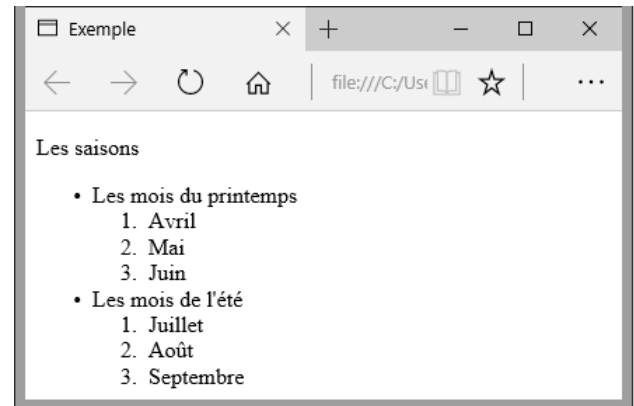 Exemple
file:///C:/Use
Les saisons
• Les mois du printemps
1. Avril
2. Mai
3. Juin
• Les mois de l'été
1. Juillet
2. Août
3. Septembre